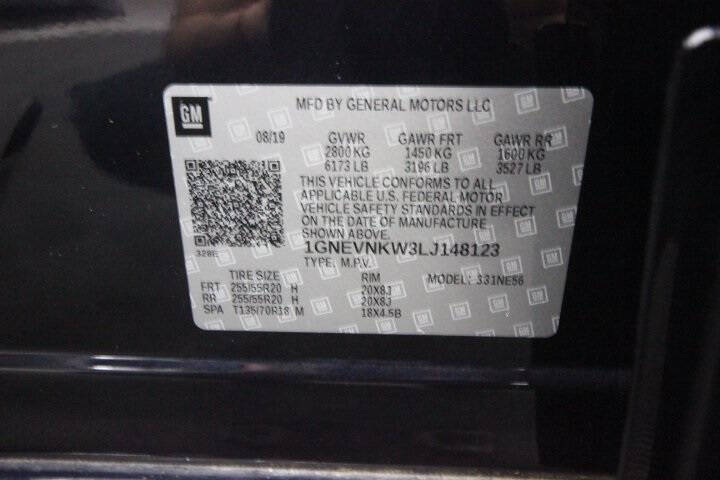 GM
MFD BY GENERAL MOTORS LLC
08/19 GVWR GAWR FRT GAWR RR
2800 KG 1450 KG 1600 KG
6173 LB 3196 LB 3527 LB
THIS VEHICLE CONFORMS TO ALL
APPLICABLE U.S. FEDERAL MOTOR
VEHICLE SAFETY STANDARDS IN EFFECT
ON THE DATE OF MANUFACTURE
SHOWN ABOVE.
1GNEVNKW3LJ148123
328E
TYPE: M.P.V.
TIRE SIZE RIM MODEL: 331NE56
FRT 255/55R20 H 20X8J
RR 255/55R20 H 20X8J
SPA T135/70R18 M 18X4.5B